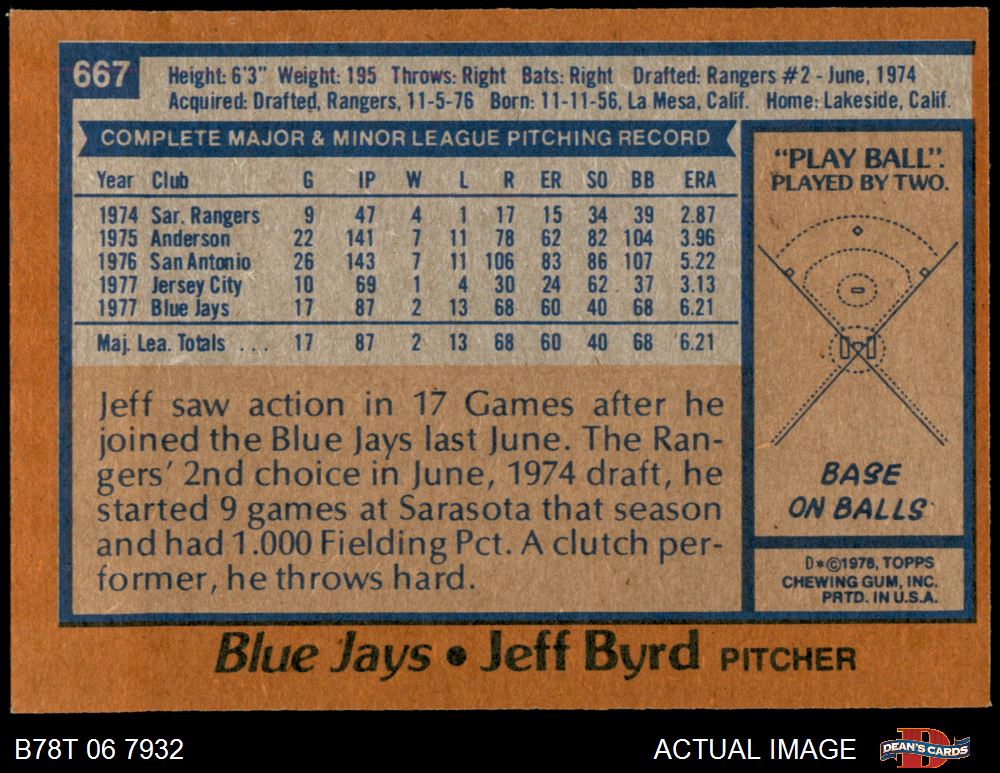 667
Height: 6'3" Weight: 195 Throws: Right Bats: Right Drafted: Rangers #2 - June, 1974
Acquired: Drafted, Rangers, 11-5-76 Born: 11-11-56, La Mesa, Calif. Home: Lakeside, Calif.
COMPLETE MAJOR & MINOR LEAGUE PITCHING RECORD
Year Club G IP W L R ER SO BB ERA
1974 Sar. Rangers 9 47 4 1 17 15 34 39 2.87
1975 Anderson 22 141 7 11 78 62 82 104 3.96
1976 San Antonio 26 143 7 11 106 83 86 107 5.22
1977 Jersey City 10 69 1 4 30 24 62 37 3.13
1977 Blue Jays 17 87 2 13 68 60 40 68 6.21
Maj. Lea. Totals . . . 17 87 2 13 68 60 40 68 6.21
Jeff saw action in 17 Games after he
joined the Blue Jays last June. The Ran-
gers' 2nd choice in June, 1974 draft, he
started 9 games at Sarasota that season
and had 1.000 Fielding Pct. A clutch per-
former, he throws hard.
"PLAY BALL".
PLAYED BY TWO.
BASE
ON BALLS
D*©1978, TOPPS
CHEWING GUM, INC.
PRTD. IN U.S.A.
Blue Jays • Jeff Byrd PITCHER
B78T 06 7932
ACTUAL IMAGE
DEAN'S CARDS